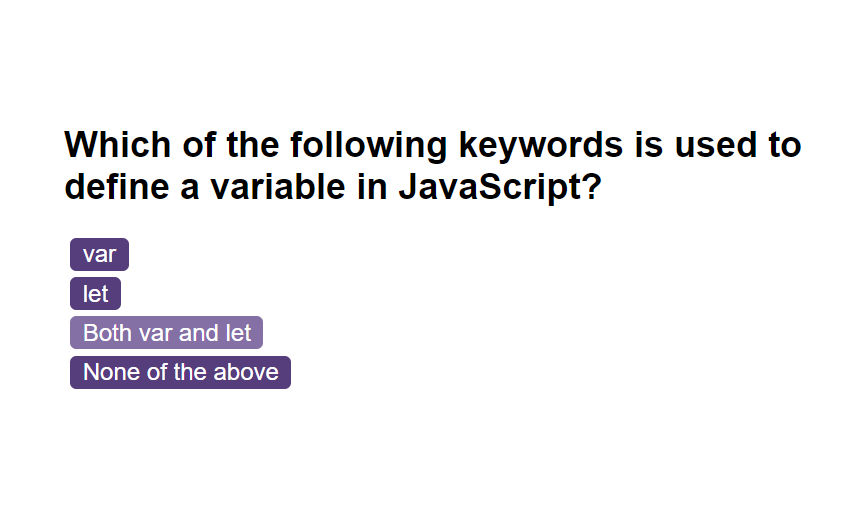 Which of the following keywords is used to
define a variable in JavaScript?
var
let
Both var and let
None of the above